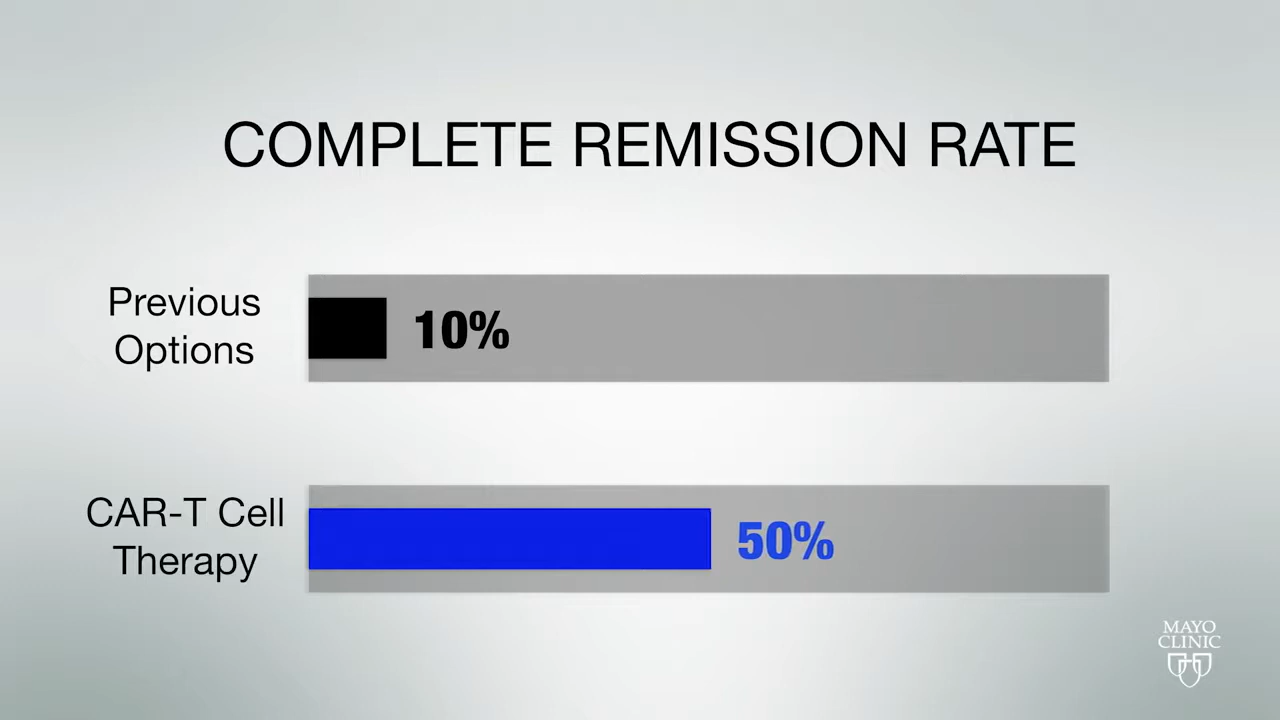 COMPLETE REMISSION RATE
Previous
Options
10%
CAR-T Cell
Therapy
50%
MAYO
CLINIC